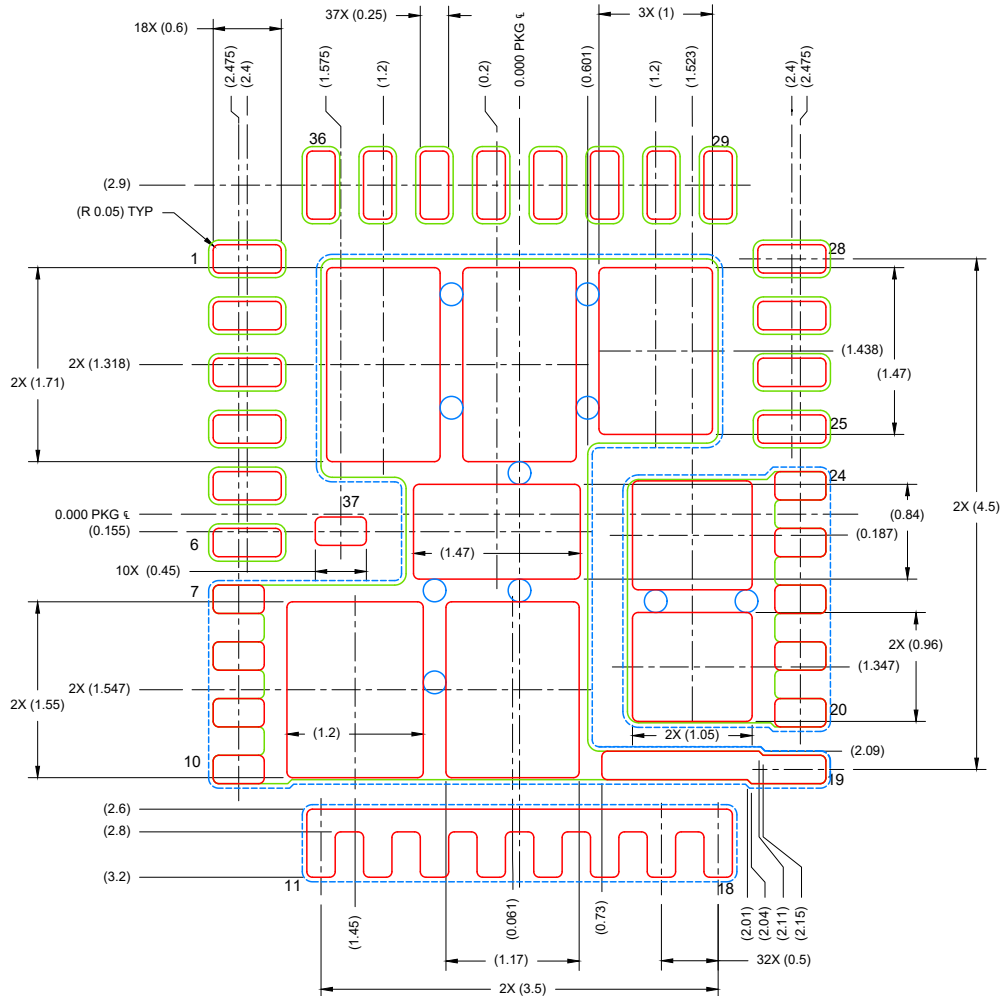 37X (0.25)
3X (1)
18X (0.6)
(2.475)
(2.4)
(1.575)
(1.2)
(0.2)
0.000 PKG ℄
(0.601)
(1.2)
(1.523)
(2.4)
(2.475)
36
29
(2.9)
(R 0.05) TYP
1
28
2X (1.318)
2X (1.71)
(1.438)
(1.47)
25
24
37
0.000 PKG ℄
(0.155)
6
10X (0.45)
(1.47)
(0.84)
(0.187)
2X (4.5)
7
2X (0.96)
(1.347)
2X (1.547)
2X (1.55)
(1.2)
20
2X (1.05)
(2.09)
10
19
(2.6)
(2.8)
(3.2)
11
18
(1.45)
(0.061)
(0.73)
(2.01)
(2.04)
(2.11)
(2.15)
(1.17)
32X (0.5)
2X (3.5)